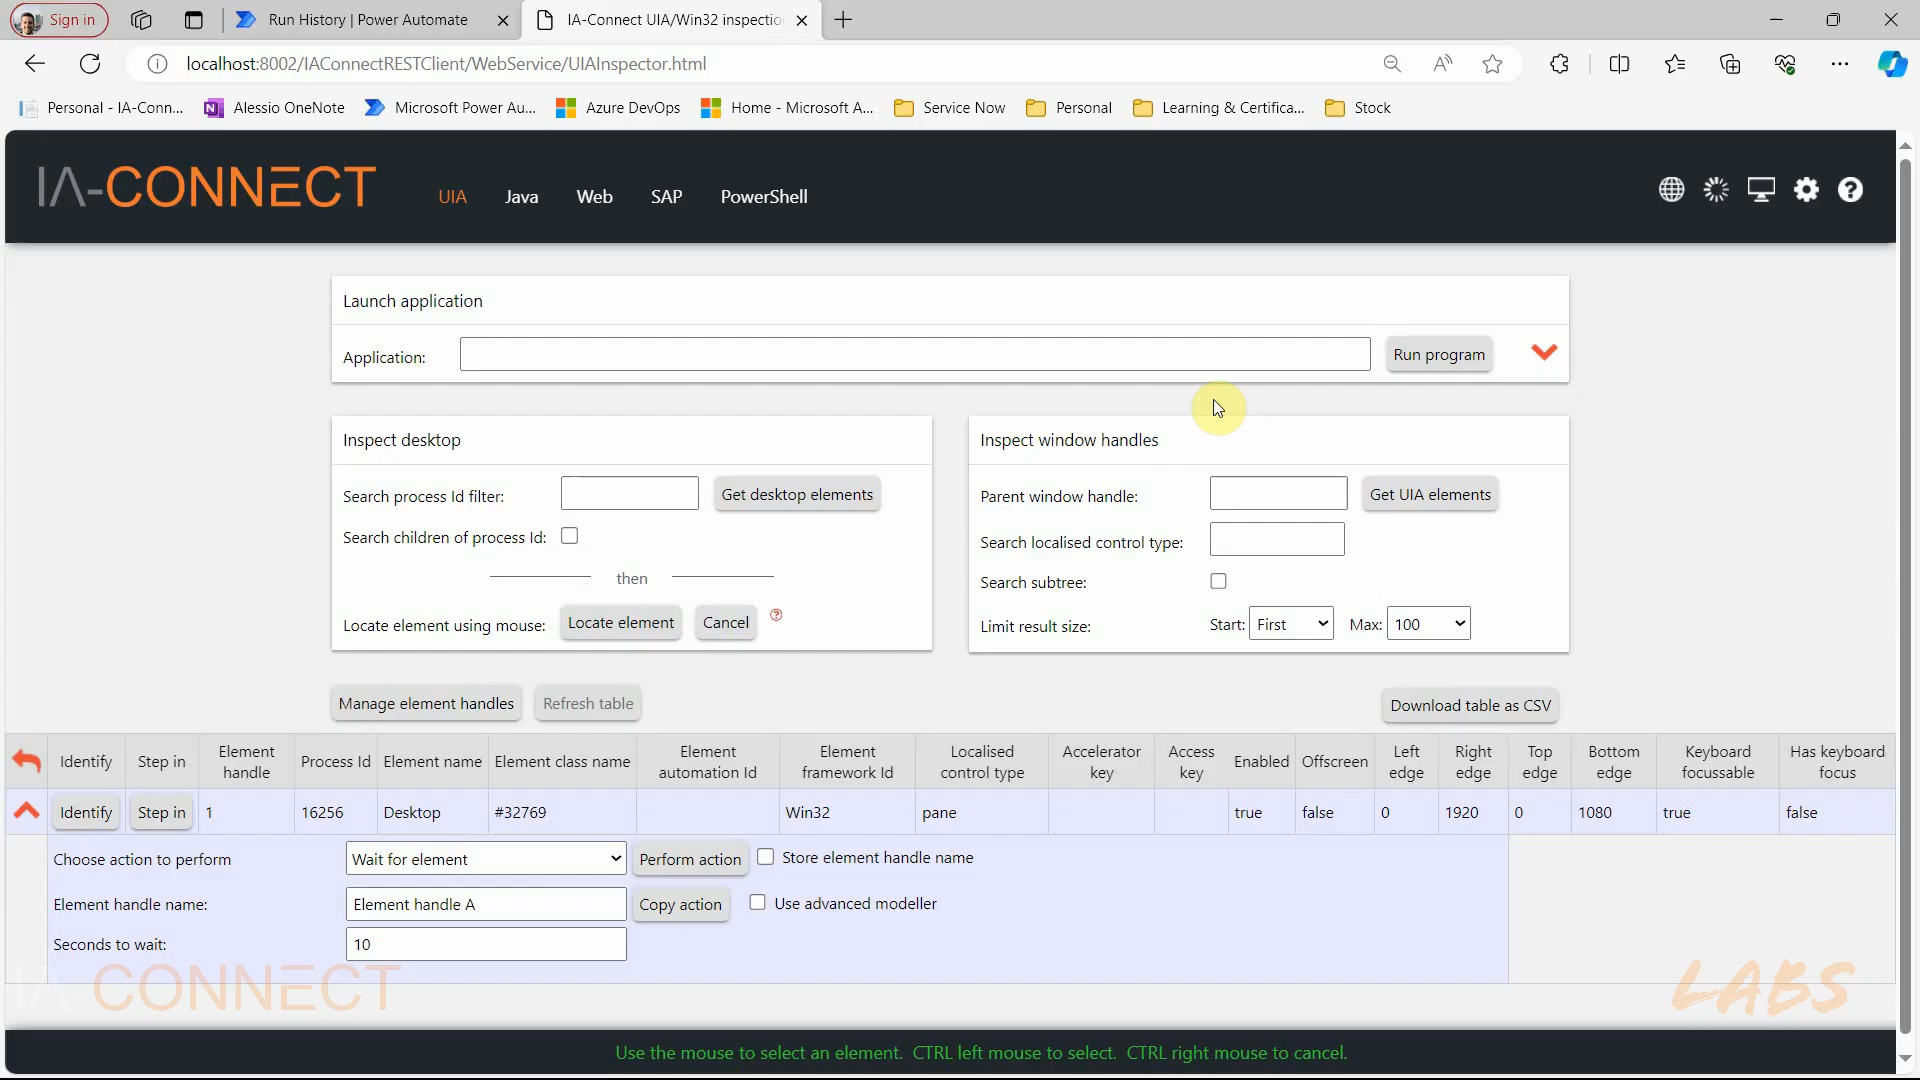 Sign in
Run History | Power Automate
IA-Connect UIA/Win32 inspectio
localhost:8002/IAConnectRESTClient/WebService/UIAInspector.html
Personal - IA-Conn...
Alessio OneNote
Microsoft Power Au...
Azure DevOps
Home - Microsoft A...
Service Now
Personal
Learning & Certifica...
Stock
IA-CONNECT
UIA
Java
Web
SAP
PowerShell
Launch application
Application:
Run program
Inspect desktop
Search process Id filter:
Get desktop elements
Search children of process Id:
then
Locate element using mouse:
Locate element
Cancel
Inspect window handles
Parent window handle:
Get UIA elements
Search localised control type:
Search subtree:
Limit result size:
Start: First
Max: 100
Manage element handles
Refresh table
Download table as CSV
Identify
Step in
Element handle
Process Id
Element name
Element class name
Element automation Id
Element framework Id
Localised control type
Accelerator key
Access key
Enabled
Offscreen
Left edge
Right edge
Top edge
Bottom edge
Keyboard focussable
Has keyboard focus
Identify
Step in
1
16256
Desktop
#32769
Win32
pane
true
false
0
1920
0
1080
true
false
Choose action to perform
Wait for element
Perform action
Store element handle name
Element handle name:
Element handle A
Copy action
Use advanced modeller
Seconds to wait:
10
IA-CONNECT
LABS
Use the mouse to select an element. CTRL left mouse to select. CTRL right mouse to cancel.